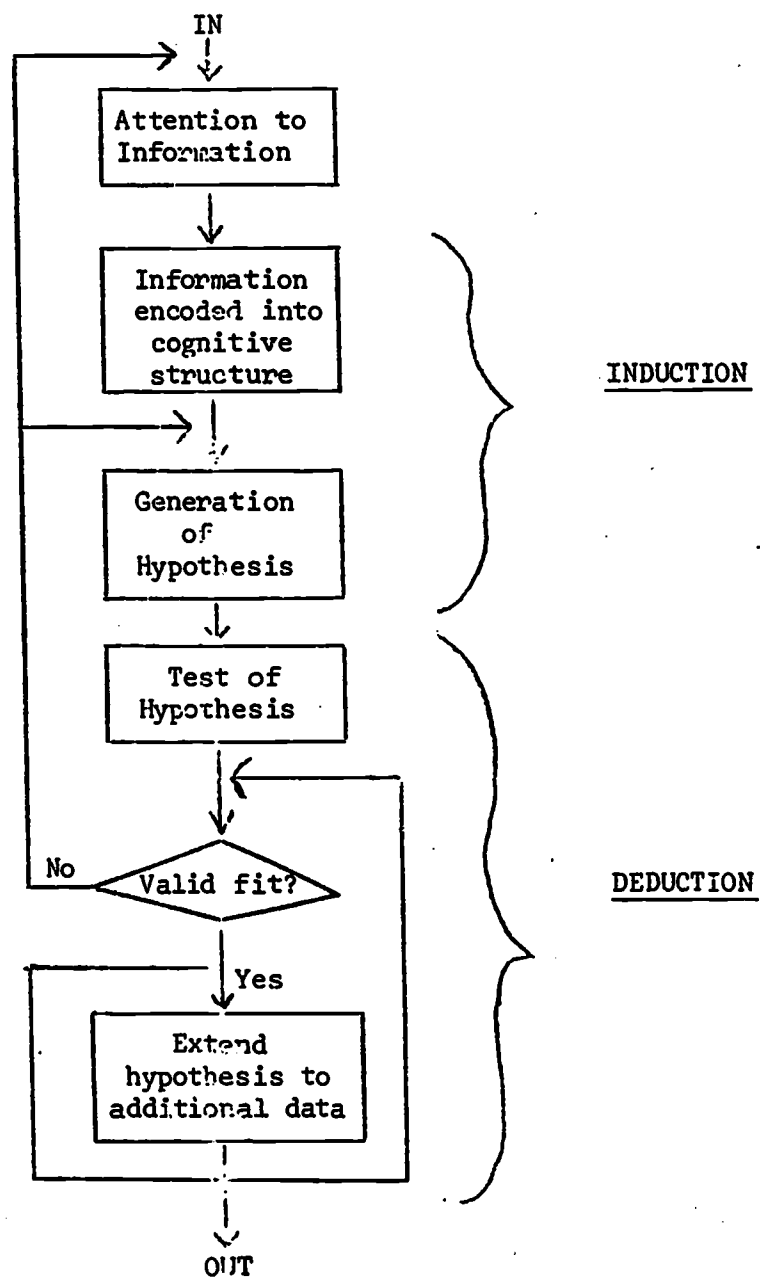 IN
Attention to
Information
Information
encoded into
cognitive
structure
INDUCTION
Generation
of
Hypothesis
Test of
Hypothesis
No
Valid fit?
DEDUCTION
Yes
Extend
hypothesis to
additional data
OUT